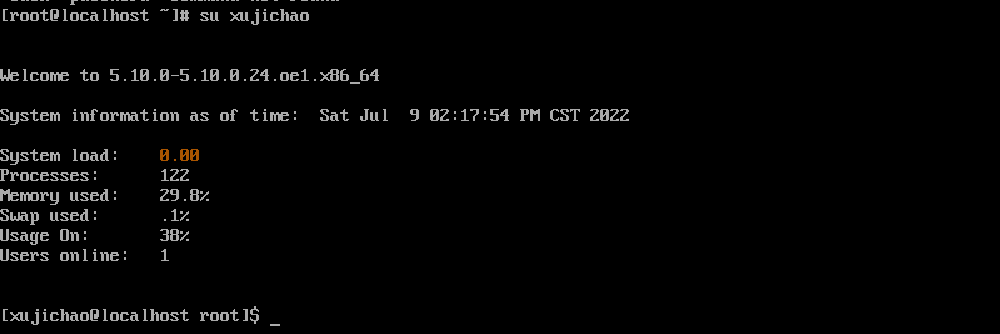 [root@localhost ~]# su xujichao
Welcome to 5.10.0-5.10.0.24.oe1.x86_64
System information as of time:  Sat Jul  9 02:17:54 PM CST 2022
System load:    0.00
Processes:      122
Memory used:    29.8%
Swap used:      .1%
Usage On:       38%
Users online:   1
[xujichao@localhost root]$ _